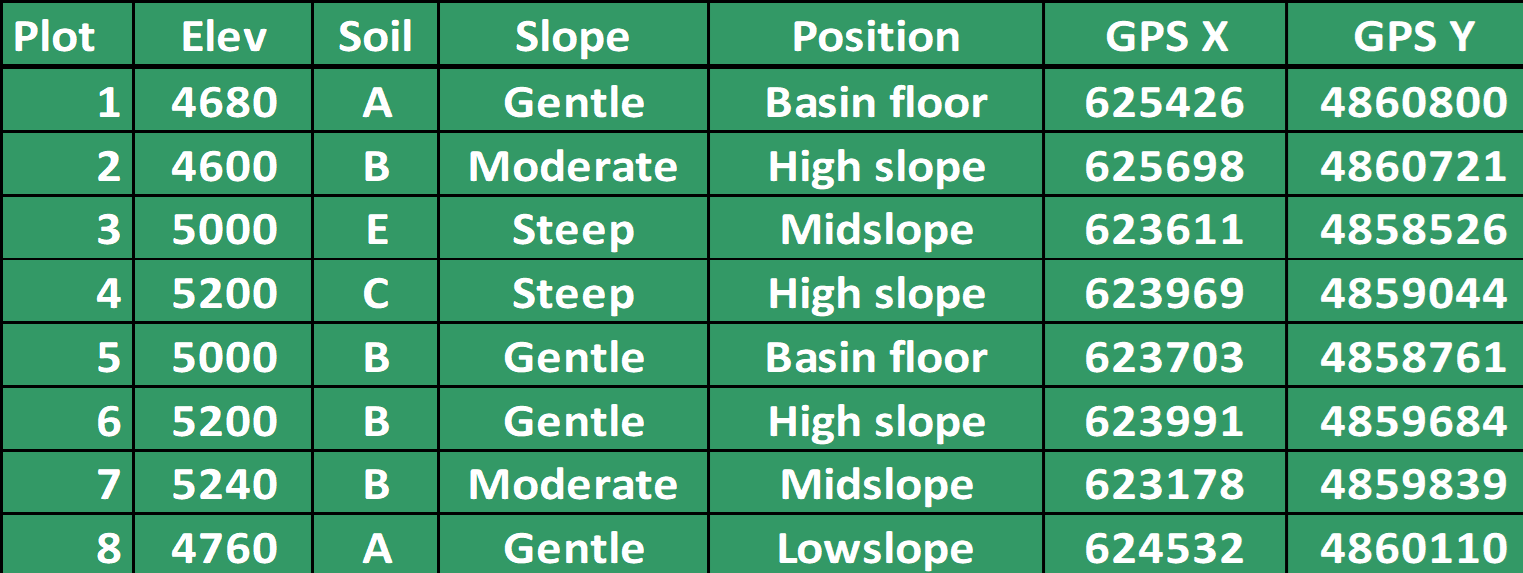 Plot Elev Soil Slope Position GPS X GPS Y
1 4680 A Gentle Basin floor 625426 4860800
2 4600 B Moderate High slope 625698 4860721
3 5000 E Steep Midslope 623611 4858526
4 5200 C Steep High slope 623969 4859044
5 5000 B Gentle Basin floor 623703 4858761
6 5200 B Gentle High slope 623991 4859684
7 5240 B Moderate Midslope 623178 4859839
8 4760 A Gentle Lowslope 624532 4860110